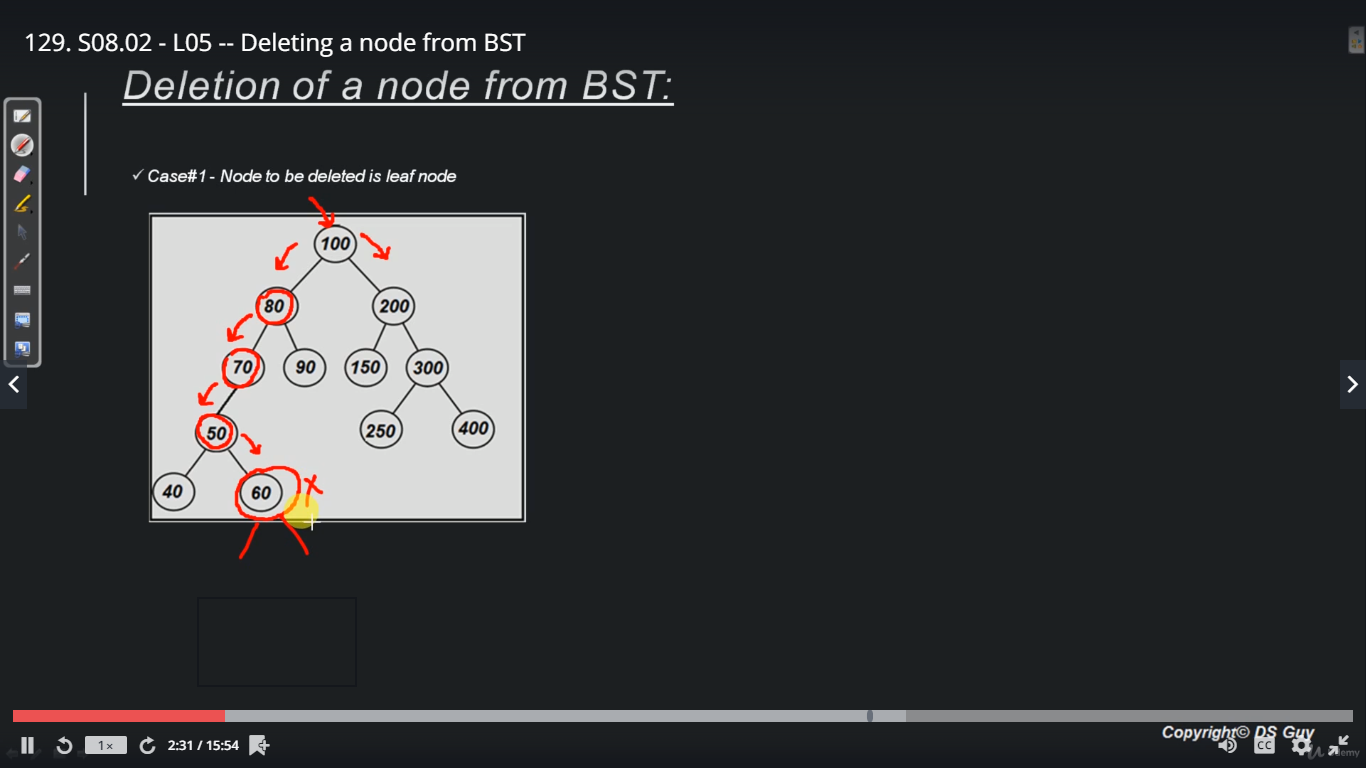 129. S08.02 - L05 -- Deleting a node from BST
Deletion of a node from BST:
✓ Case#1 - Node to be deleted is leaf node
100
80 200
70 90 150 300
50 250 400
40 60 x
1x 2:31 / 15:54 CC
Copyright© DS Guy